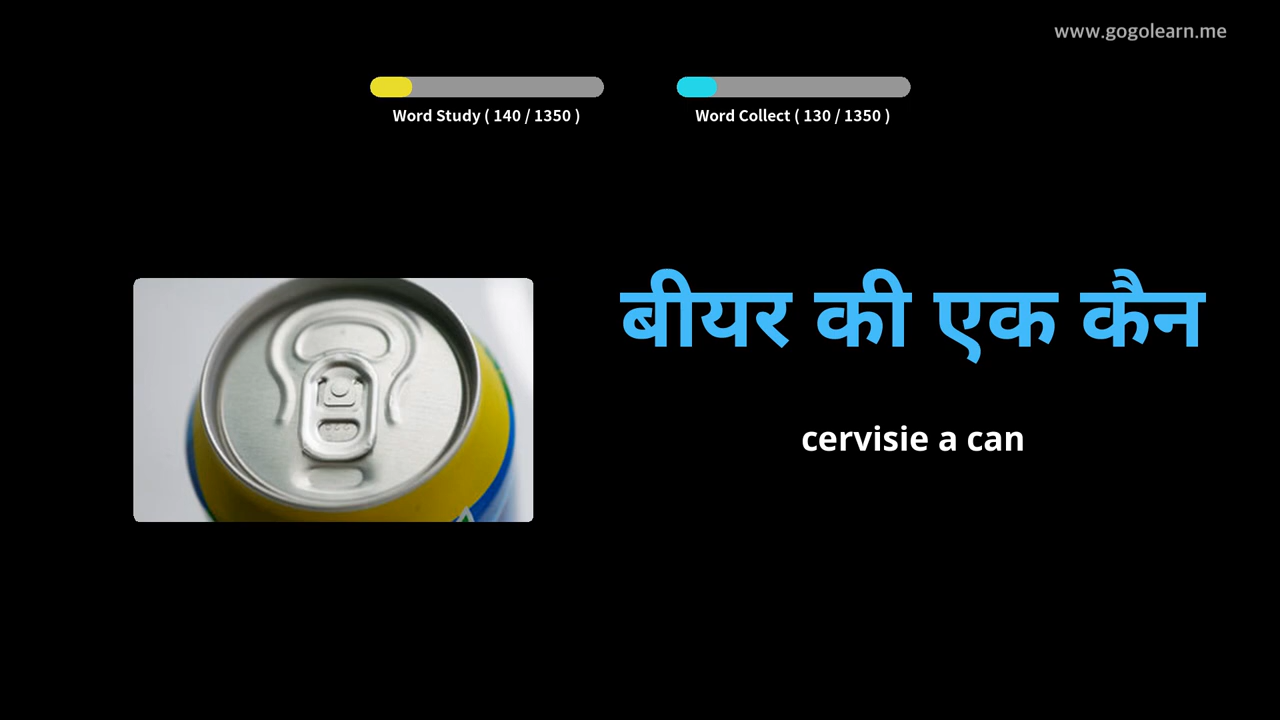 www.gogolearn.me
Word Study ( 140 / 1350 )
Word Collect ( 130 / 1350 )
बीयर की एक कैन
cervisie a can